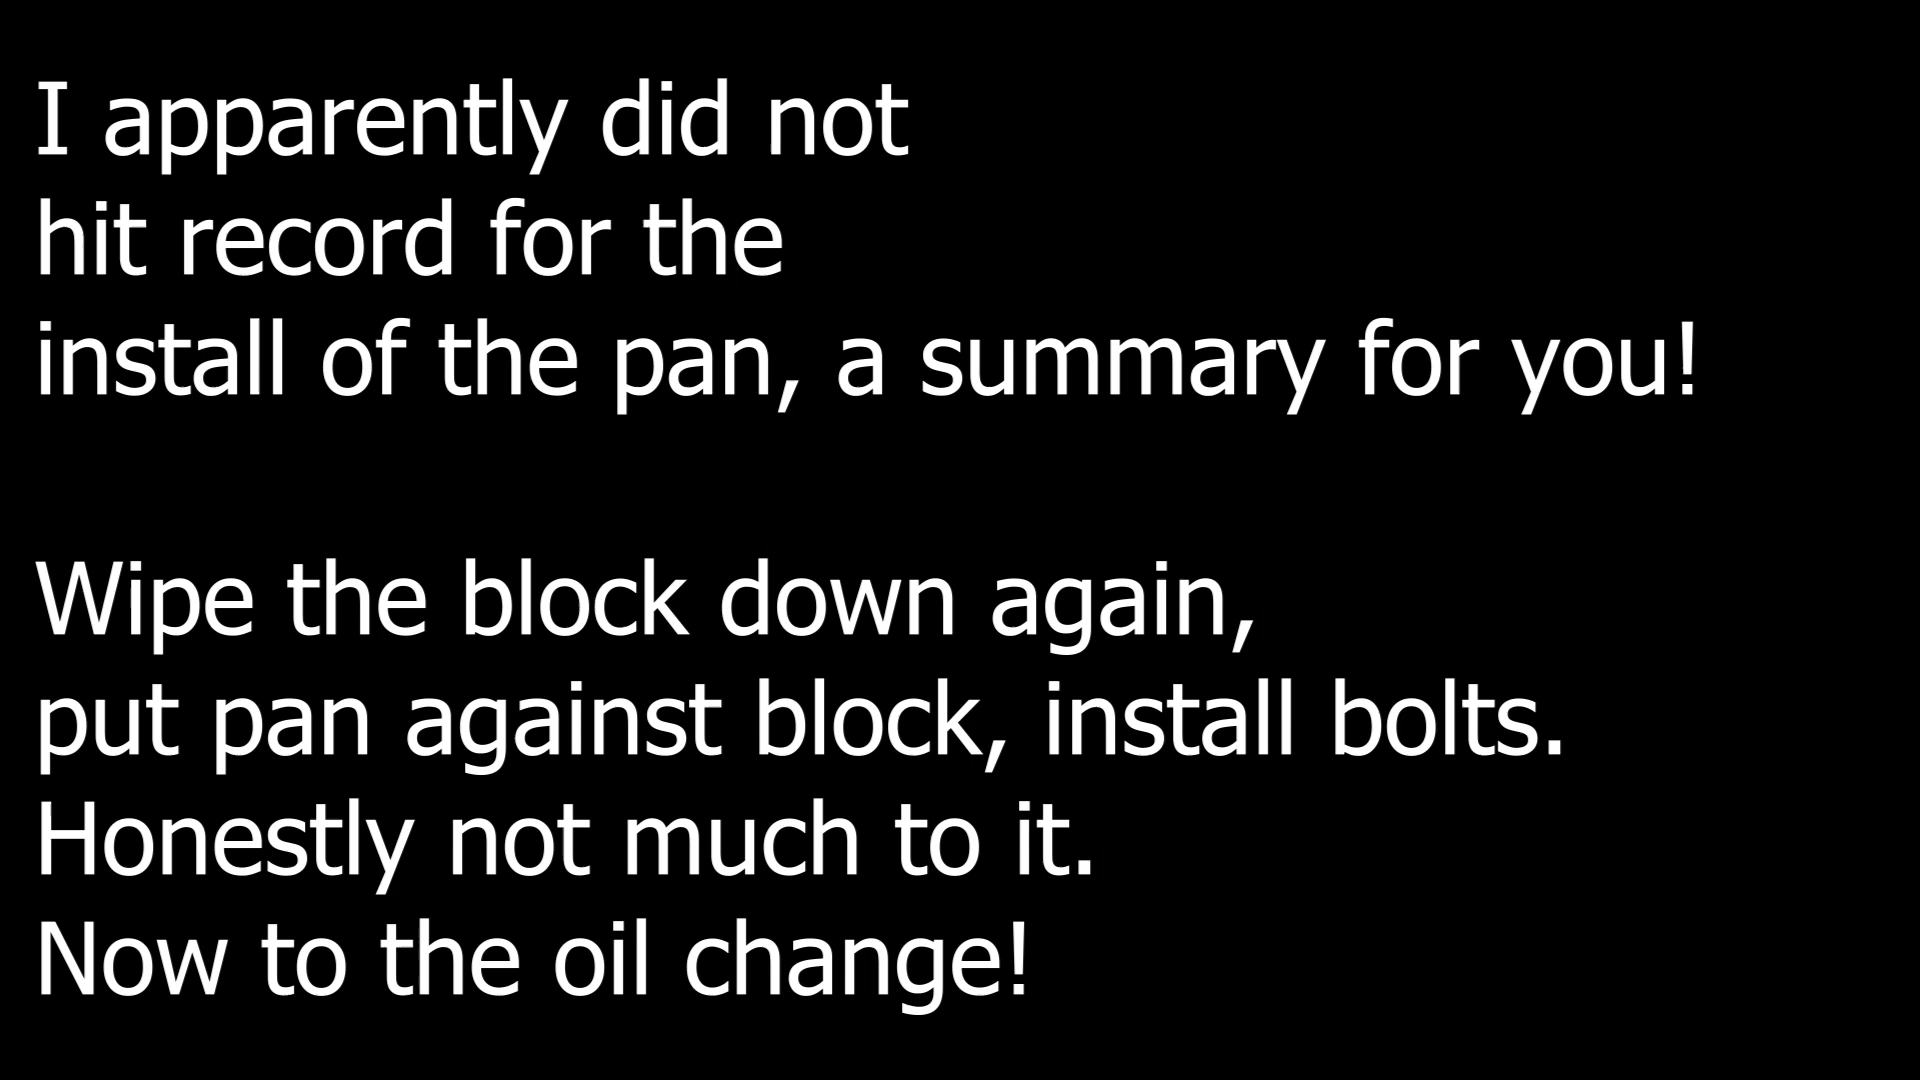 I apparently did not
hit record for the
install of the pan, a summary for you!
Wipe the block down again,
put pan against block, install bolts.
Honestly not much to it.
Now to the oil change!